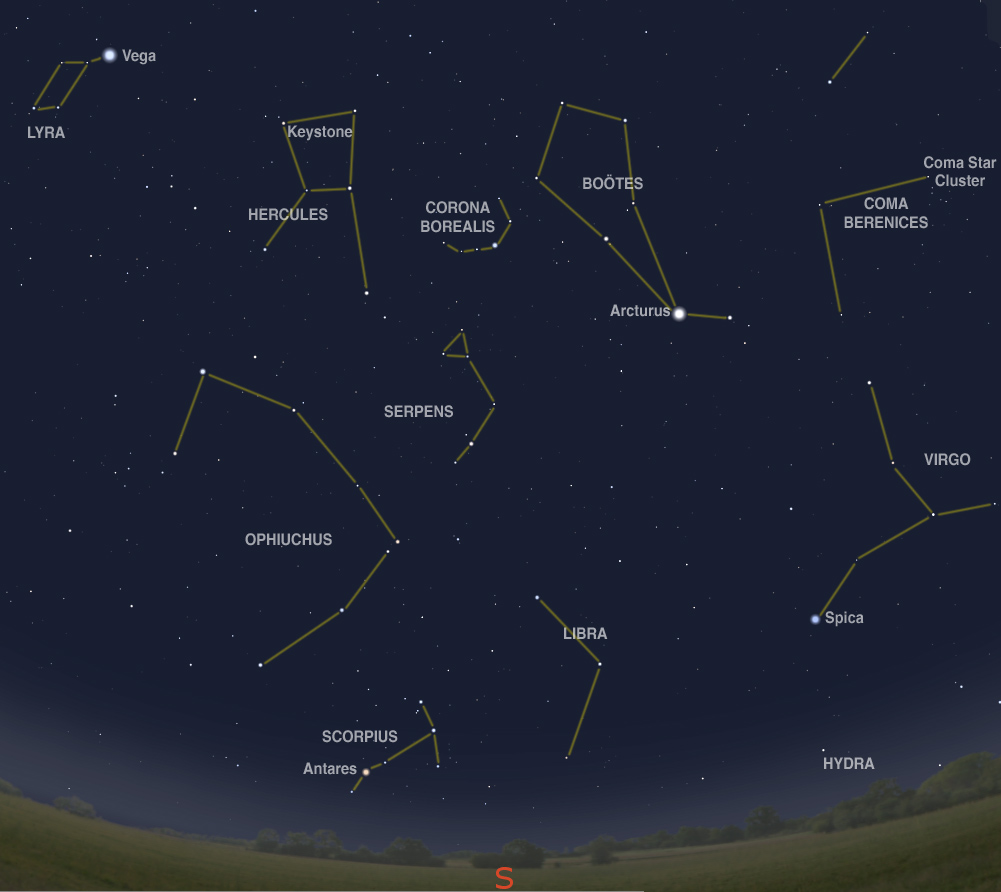 Vega
LYRA
Keystone
HERCULES
CORONA
BOREALIS
BOÖTES
Coma Star
Cluster
COMA
BERENICES
Arcturus
SERPENS
VIRGO
OPHIUCHUS
Spica
LIBRA
SCORPIUS
Antares
HYDRA
S